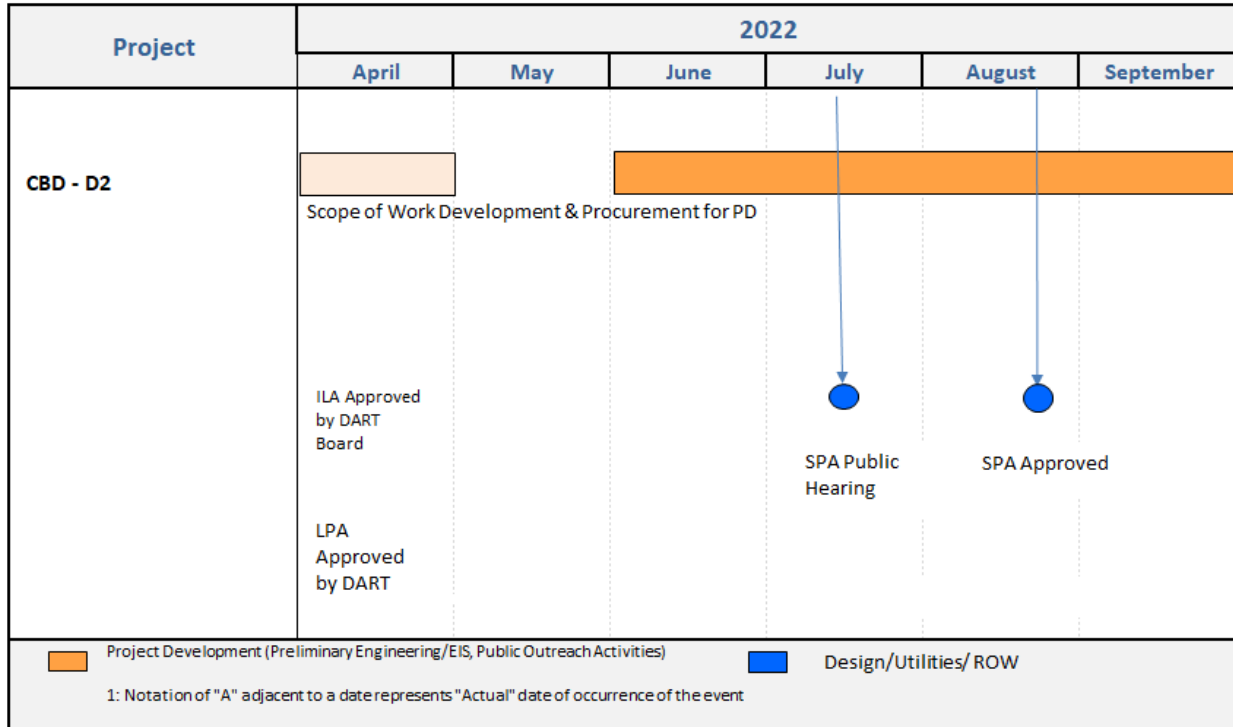 Project
2022
April May June July August September
CBD - D2
Scope of Work Development & Procurement for PD
ILA Approved
by DART
Board
SPA Public
Hearing
SPA Approved
LPA
Approved
by DART
Project Development (Preliminary Engineering/EIS, Public Outreach Activities)
Design/Utilities/ ROW
1: Notation of "A" adjacent to a date represents "Actual" date of occurrence of the event